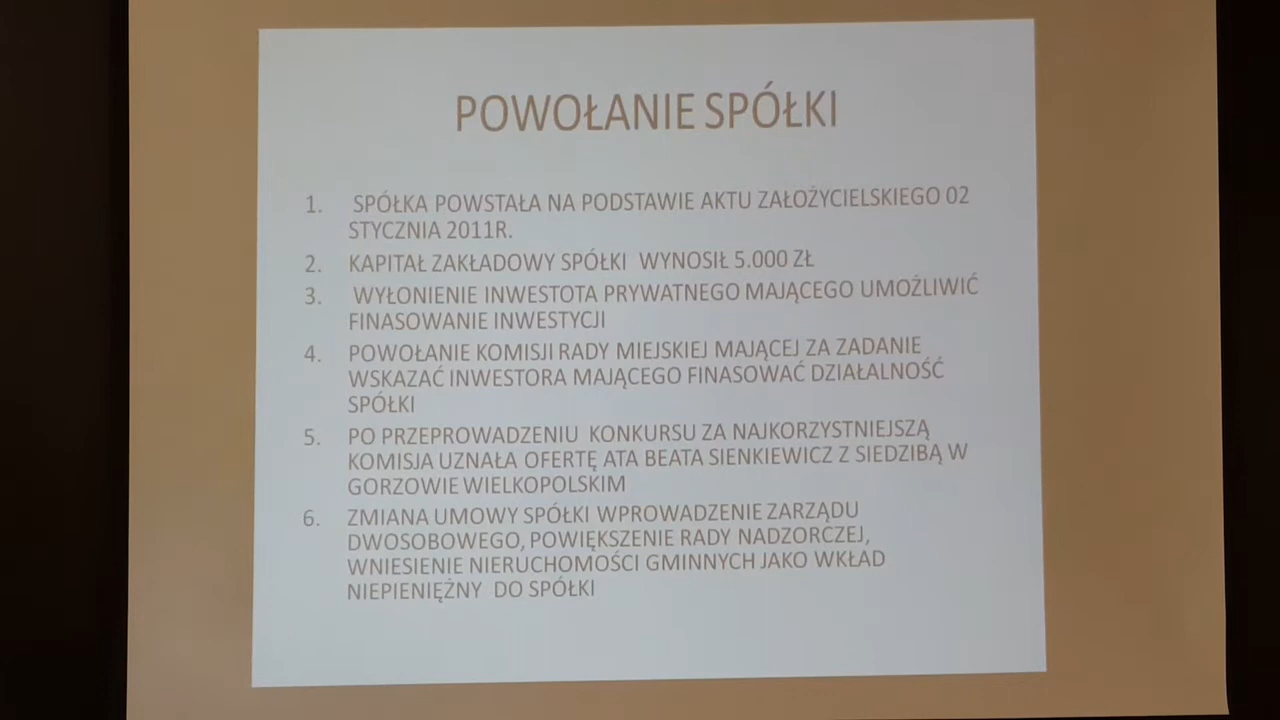 POWOŁANIE SPÓŁKI
1. SPÓŁKA POWSTAŁA NA PODSTAWIE AKTU ZAŁOŻYCIELSKIEGO 02
STYCZNIA 2011R.
2. KAPITAŁ ZAKŁADOWY SPÓŁKI WYNOSIŁ 5.000 ZŁ
3. WYŁONIENIE INWESTOTA PRYWATNEGO MAJĄCEGO UMOŻLIWIĆ
FINASOWANIE INWESTYCJI
4. POWOŁANIE KOMISJI RADY MIEJSKIEJ MAJĄCEJ ZA ZADANIE
WSKAZAĆ INWESTORA MAJĄCEGO FINASOWAĆ DZIAŁALNOŚĆ
SPÓŁKI
5. PO PRZEPROWADZENIU KONKURSU ZA NAJKORZYSTNIEJSZĄ
KOMISJA UZNAŁA OFERTĘ ATA BEATA SIENKIEWICZ Z SIEDZIBĄ W
GORZOWIE WIELKOPOLSKIM
6. ZMIANA UMOWY SPÓŁKI WPROWADZENIE ZARZĄDU
DWOSOBOWEGO, POWIĘKSZENIE RADY NADZORCZEJ,
WNIESIENIE NIERUCHOMOŚCI GMINNYCH JAKO WKŁAD
NIEPIENIĘŻNY DO SPÓŁKI